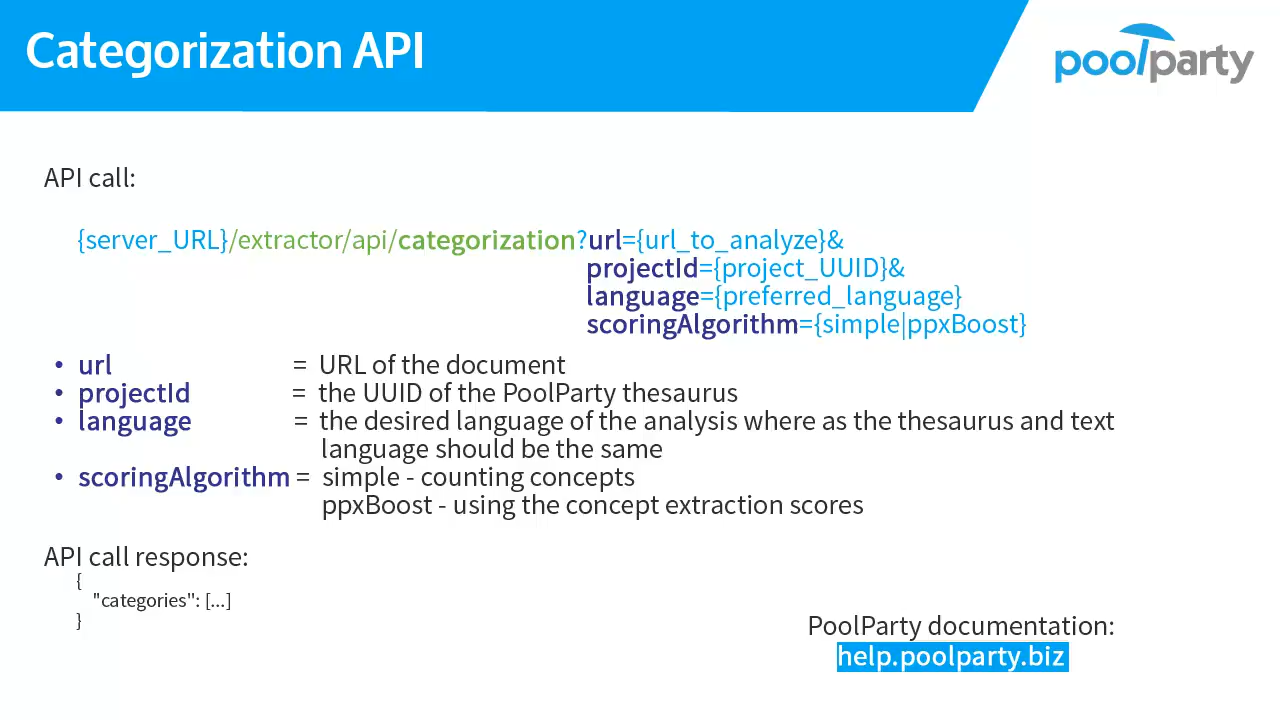 Categorization API
poolparty
API call:
{server_URL}/extractor/api/categorization?url={url_to_analyze}&
projectId={project_UUID}&
language={preferred_language}
scoringAlgorithm={simple|ppxBoost}
• url = URL of the document
• projectId = the UUID of the PoolParty thesaurus
• language = the desired language of the analysis where as the thesaurus and text
language should be the same
• scoringAlgorithm = simple - counting concepts
ppxBoost - using the concept extraction scores
API call response:
{
"categories": [...]
}
PoolParty documentation:
help.poolparty.biz